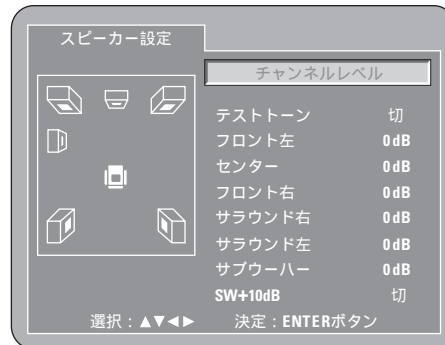 スピーカー設定
チャンネルレベル
テストトーン 切
フロント左 0dB
センター 0dB
フロント右 0dB
サラウンド右 0dB
サラウンド左 0dB
サブウーハー 0dB
SW+10dB 切
選択：▲▼◀▶ 決定：ENTERボタン